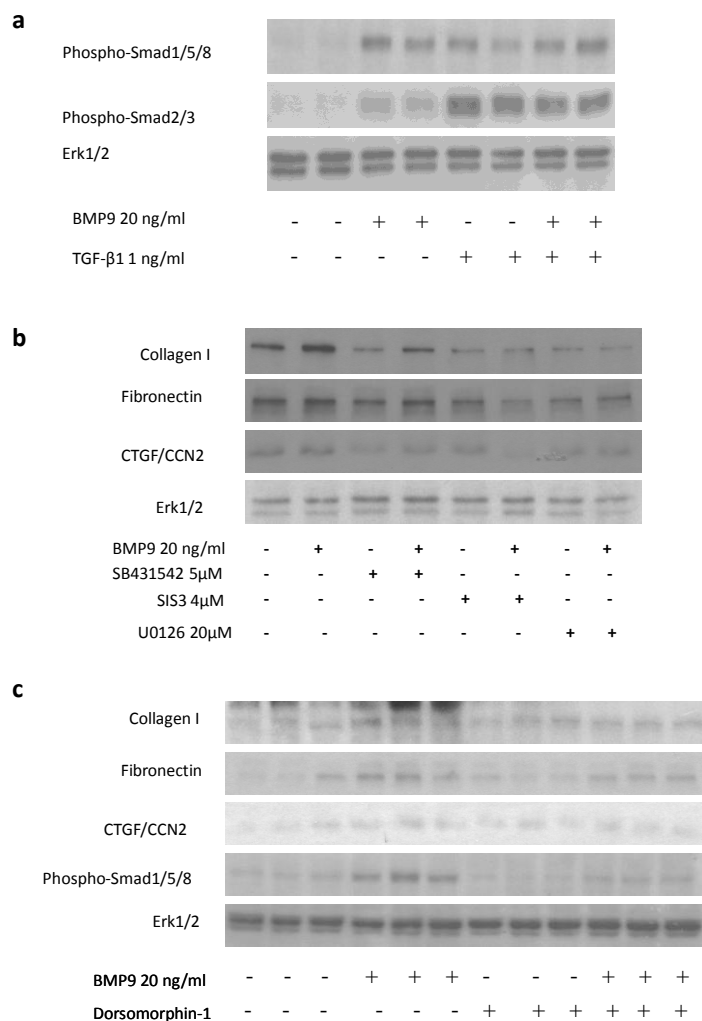 a
Phospho-Smad1/5/8
Phospho-Smad2/3
Erk1/2
BMP9 20 ng/ml - - + + - - + +
TGF-β1 1 ng/ml - - - - + + + +
b
Collagen I
Fibronectin
CTGF/CCN2
Erk1/2
BMP9 20 ng/ml - + - + - + - +
SB431542 5μM - - + + - - - -
SIS3 4μM - - - - + + - -
U0126 20μM - - - - - - + +
c
Collagen I
Fibronectin
CTGF/CCN2
Phospho-Smad1/5/8
Erk1/2
BMP9 20 ng/ml - - - + + + - - - + + +
Dorsomorphin-1 - - - - - - + + + + + +